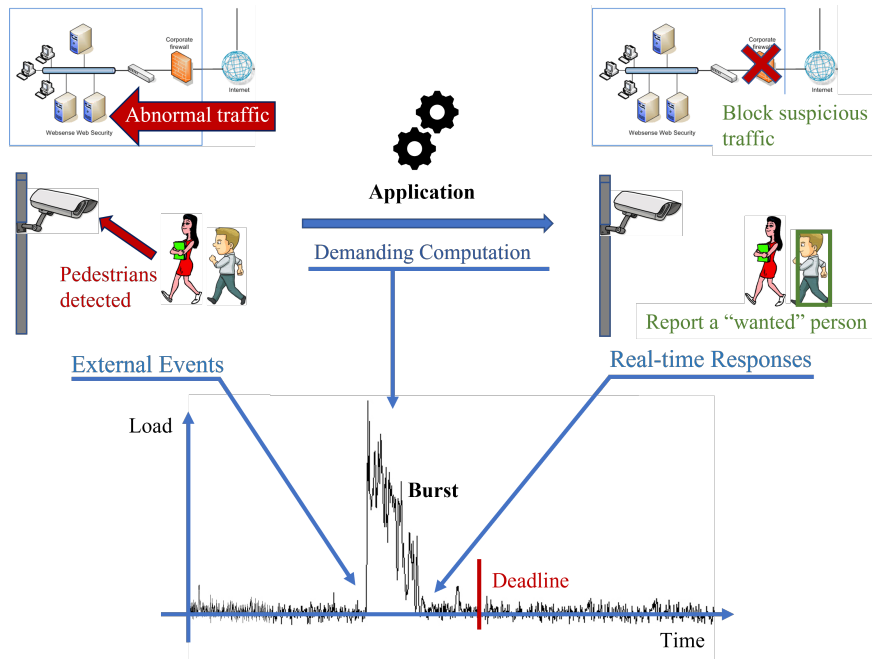 Corporate
firewall
Internet
Abnormal traffic
Websense Web Security
Corporate
Internet
Websense Web Security
Block suspicious
traffic
Application
Demanding Computation
Pedestrians
detected
Report a “wanted” person
External Events
Real-time Responses
Load
Burst
Deadline
Time